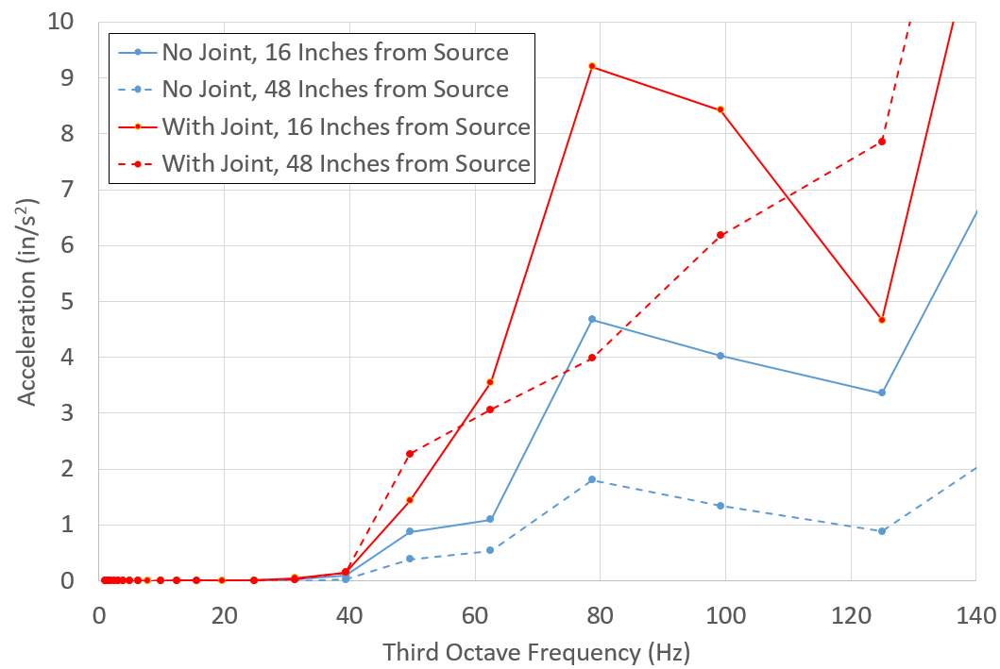 10
9
8
7
6
5
4
3
2
1
0
Acceleration (in/s²)
No Joint, 16 Inches from Source
No Joint, 48 Inches from Source
With Joint, 16 Inches from Source
With Joint, 48 Inches from Source
0 20 40 60 80 100 120 140
Third Octave Frequency (Hz)